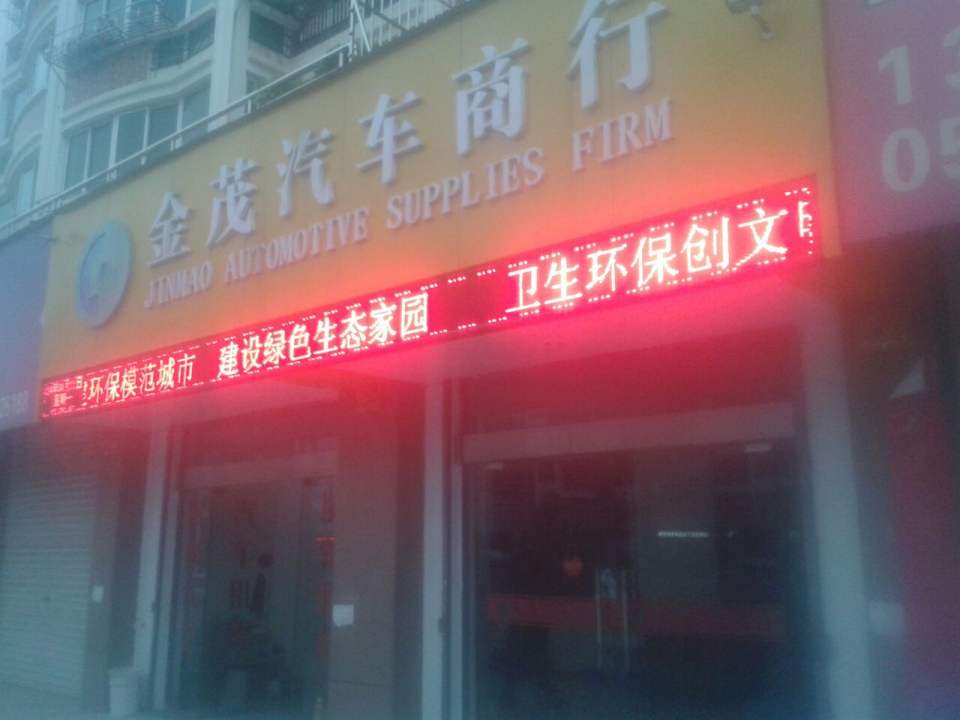 金茂汽车商行
JINMAO AUTOMOTIVE SUPPLIES FIRM
环保模范城市 建设绿色生态家园 卫生环保创文
13
05